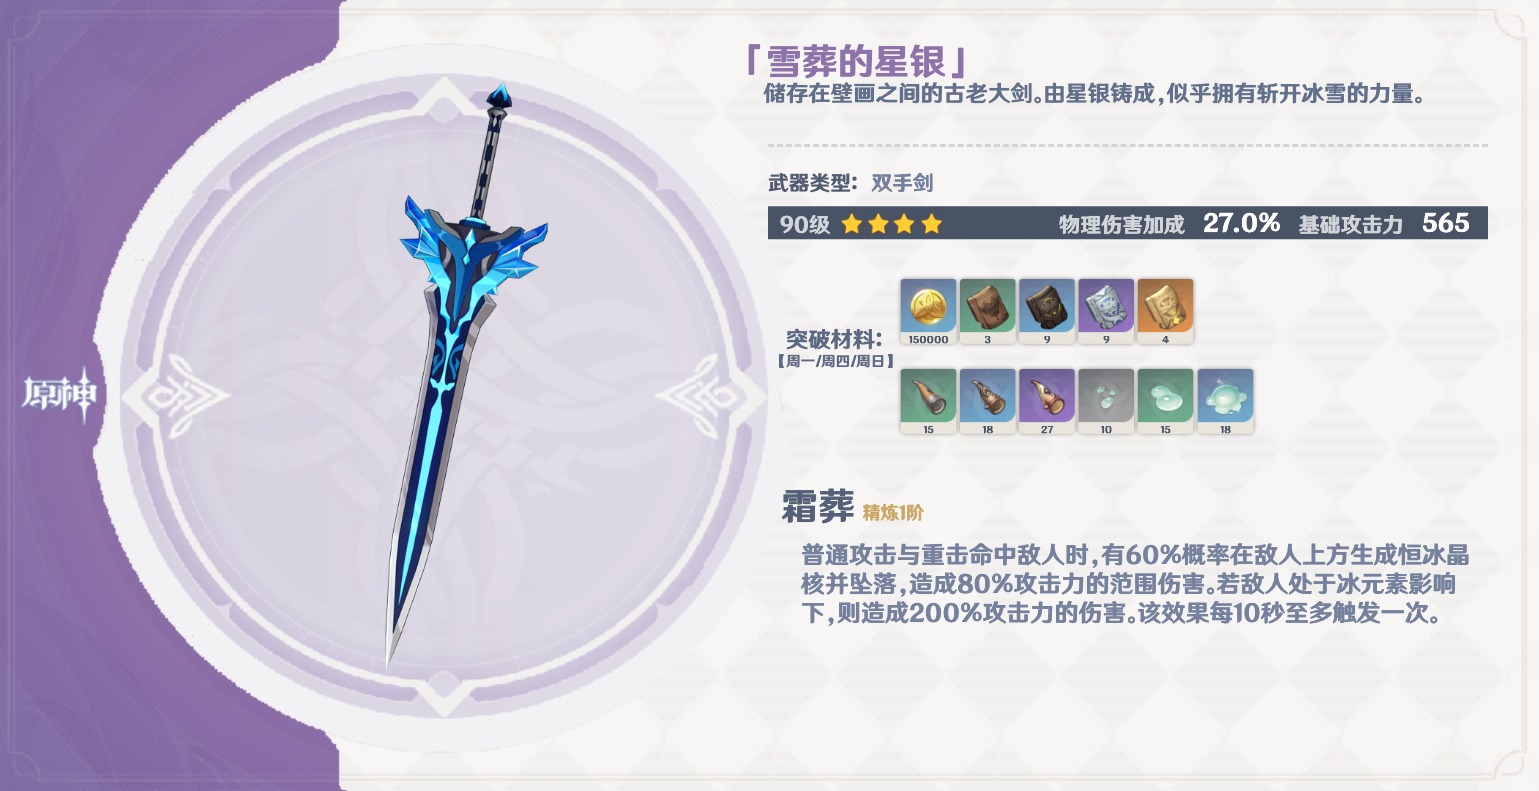 「雪葬的星银」
储存在壁画之间的古老大剑。由星银铸成,似乎拥有斩开冰雪的力量。
武器类型: 双手剑
90级 物理伤害加成 27.0% 基础攻击力 565
突破材料:
【周一/周四/周日】
150000 3 9 9 4
15 18 27 10 15 18
原神
霜葬 精炼1阶
普通攻击与重击命中敌人时,有60%概率在敌人上方生成恒冰晶
核并坠落,造成80%攻击力的范围伤害。若敌人处于冰元素影响
下,则造成200%攻击力的伤害。该效果每10秒至多触发一次。